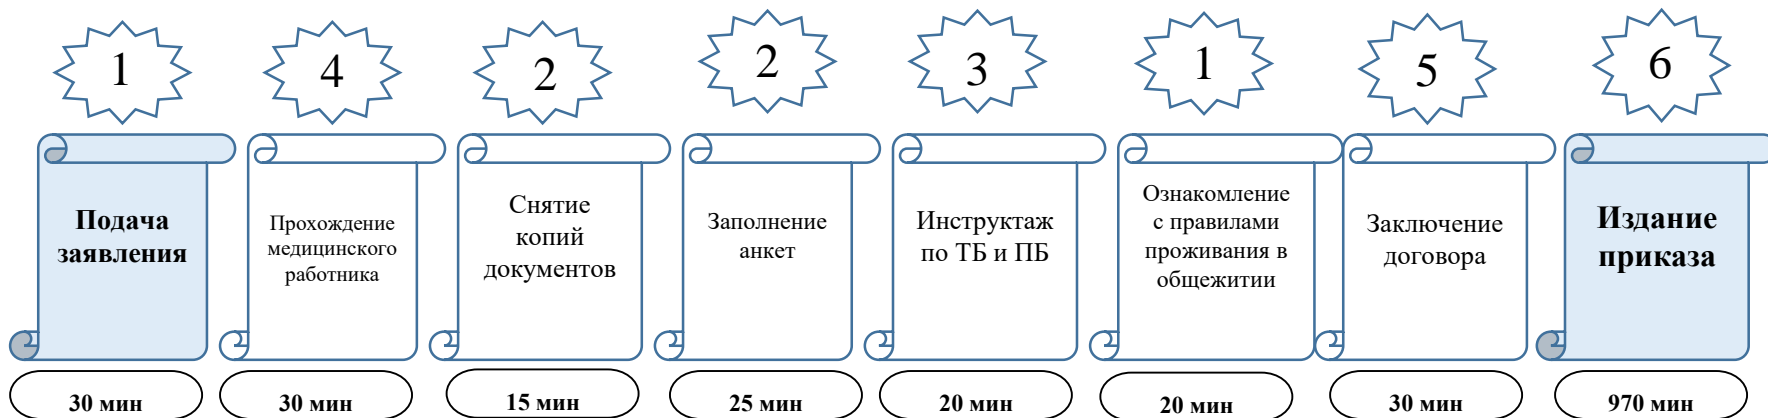 1
4
2
2
3
1
5
6
Подача
заявления
Прохождение
медицинского
работника
Снятие
копий
документов
Заполнение
анкет
Инструктаж
по ТБ и ПБ
Ознакомление
с правилами
проживания в
общежитии
Заключение
договора
Издание
приказа
30 мин
30 мин
15 мин
25 мин
20 мин
20 мин
30 мин
970 мин